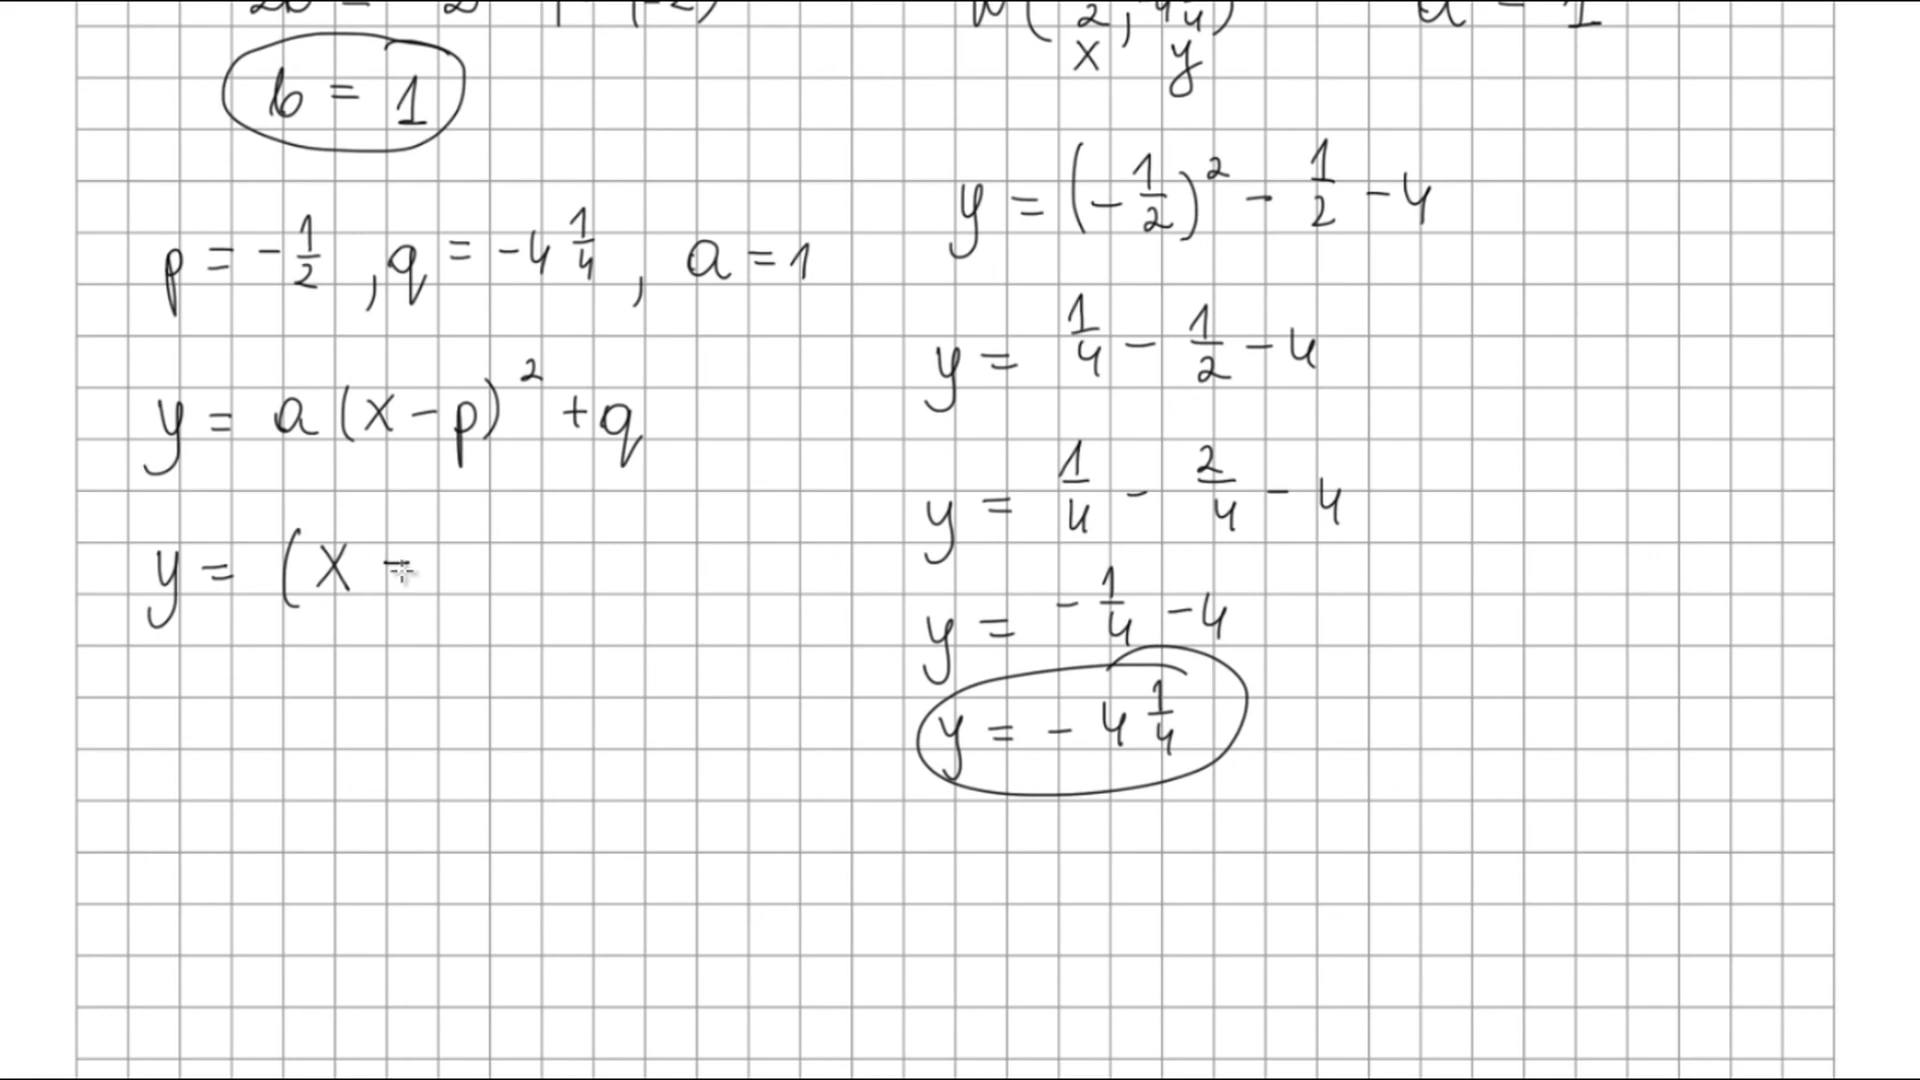 b = 1
p = -1/2 , q = -4 1/4 , a = 1
y = a (x - p)² + q
y = (x -
x y
y = (-1/2)² - 1/2 - 4
y = 1/4 - 1/2 - 4
y = 1/4 - 2/4 - 4
y = -1/4 - 4
y = -4 1/4